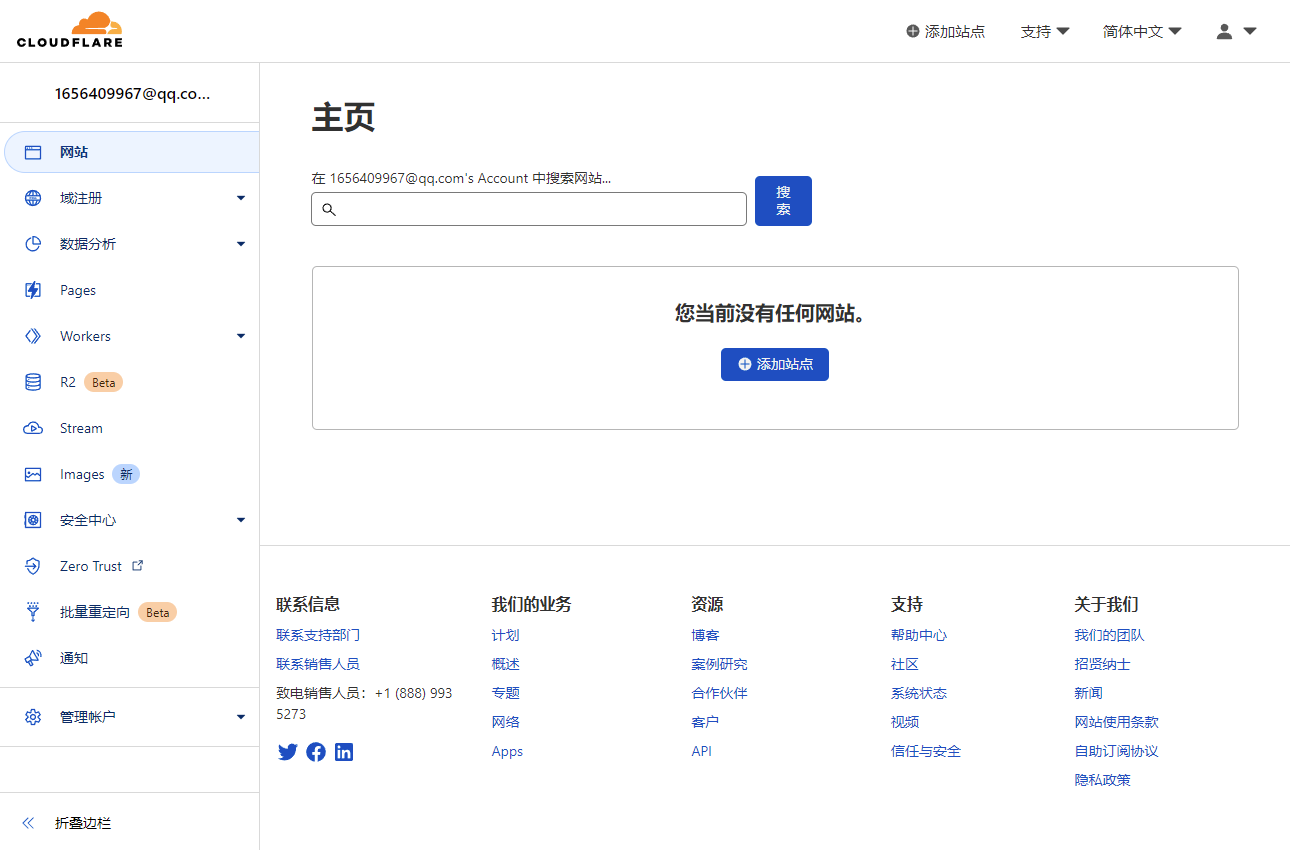 CLOUDFLARE
添加站点
支持
简体中文
1656409967@qq.co...
网站
域注册
数据分析
Pages
Workers
R2 Beta
Stream
Images 新
安全中心
Zero Trust
批量重定向 Beta
通知
管理帐户
折叠边栏
主页
在 1656409967@qq.com's Account 中搜索网站...
搜
索
您当前没有任何网站。
添加站点
联系信息
联系支持部门
联系销售人员
致电销售人员：+1 (888) 993
5273
我们的业务
计划
概述
专题
网络
Apps
资源
博客
案例研究
合作伙伴
客户
API
支持
帮助中心
社区
系统状态
视频
信任与安全
关于我们
我们的团队
招贤纳士
新闻
网站使用条款
自助订阅协议
隐私政策